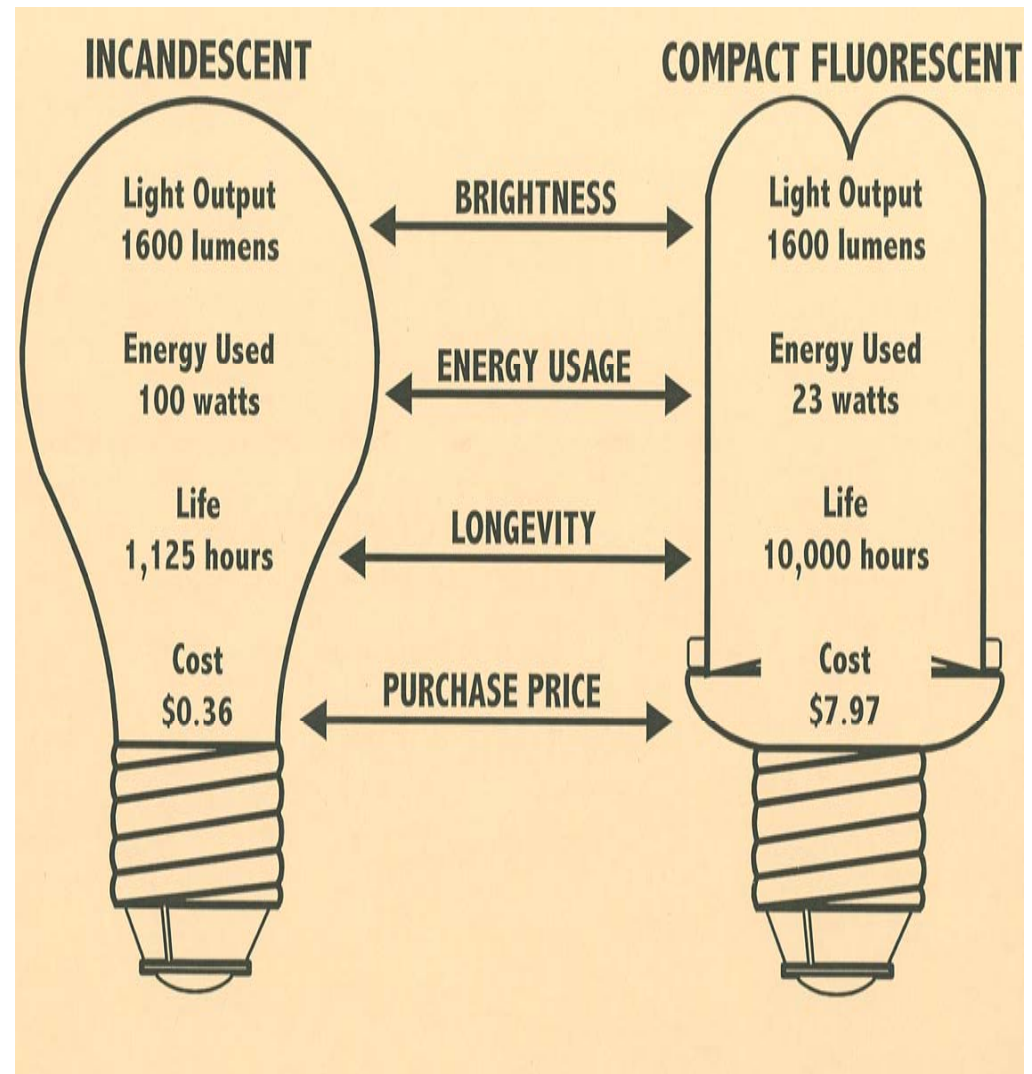 INCANDESCENT
Light Output
1600 lumens
Energy Used
100 watts
Life
1,125 hours
Cost
$0.36
BRIGHTNESS
ENERGY USAGE
LONGEVITY
PURCHASE PRICE
COMPACT FLUORESCENT
Light Output
1600 lumens
Energy Used
23 watts
Life
10,000 hours
Cost
$7.97